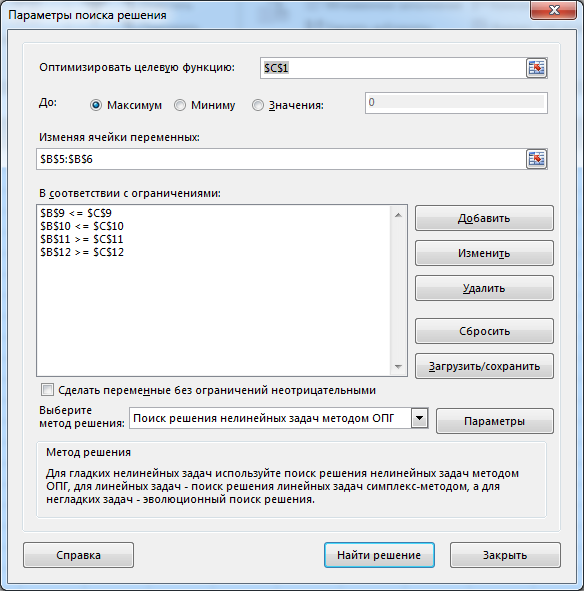 Параметры поиска решения
Оптимизировать целевую функцию: $C$1
До: Максимум Миниму Значения: 0
Изменяя ячейки переменных:
$B$5:$B$6
В соответствии с ограничениями:
$B$9 <= $C$9
$B$10 <= $C$10
$B$11 >= $C$11
$B$12 >= $C$12
Добавить
Изменить
Удалить
Сбросить
Загрузить/сохранить
Сделать переменные без ограничений неотрицательными
Выберите
метод решения: Поиск решения нелинейных задач методом ОПГ Параметры
Метод решения
Для гладких нелинейных задач используйте поиск решения нелинейных задач методом
ОПГ, для линейных задач - поиск решения линейных задач симплекс-методом, а для
негладких задач - эволюционный поиск решения.
Справка Найти решение Закрыть